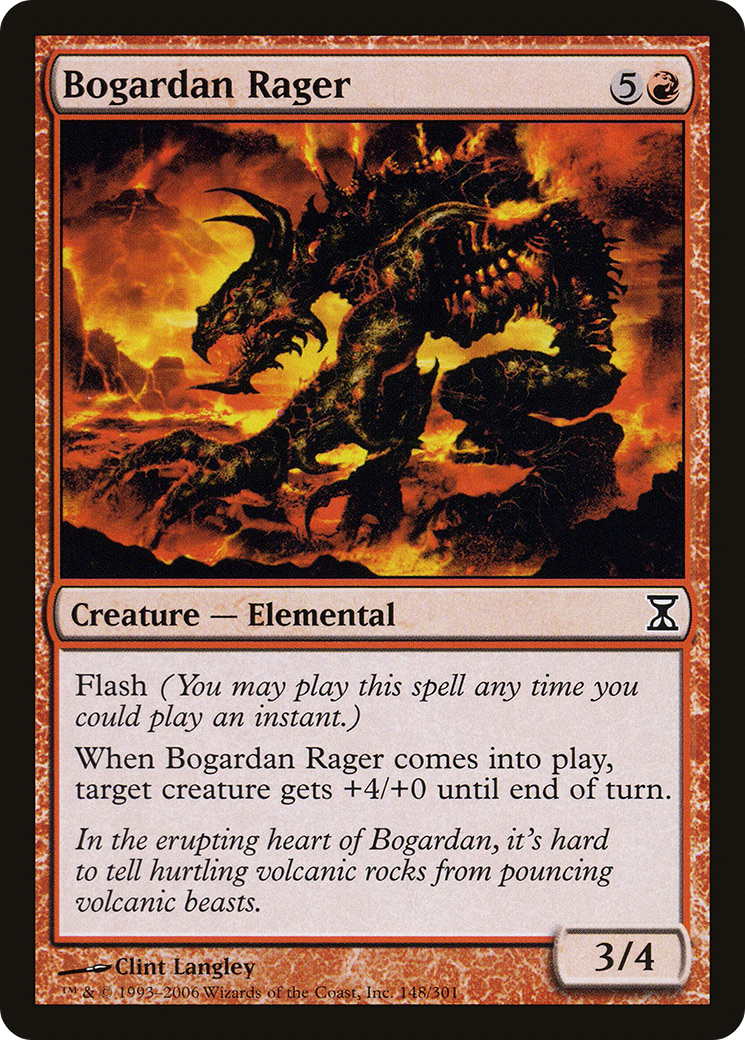 Bogardan Rager 5
Creature — Elemental
Flash (You may play this spell any time you
could play an instant.)
When Bogardan Rager comes into play,
target creature gets +4/+0 until end of turn.
In the erupting heart of Bogardan, it's hard
to tell hurtling volcanic rocks from pouncing
volcanic beasts.
3/4
Clint Langley
™ & © 1993–2006 Wizards of the Coast, Inc. 148/301